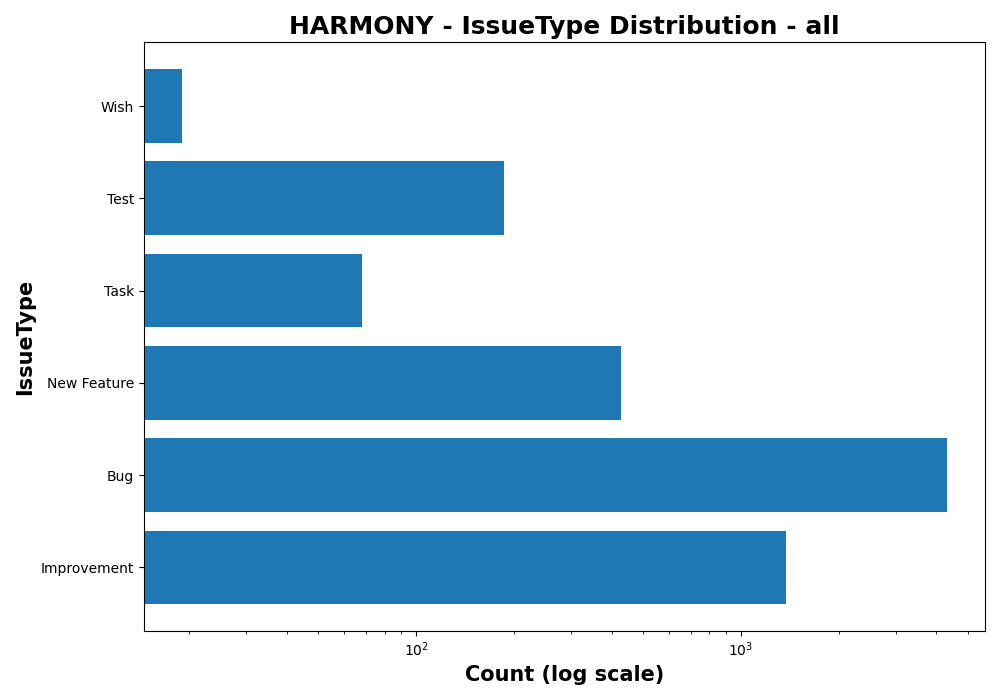 HARMONY - IssueType Distribution - all
Wish
Test
Task
New Feature
Bug
Improvement
IssueType
10²
10³
Count (log scale)